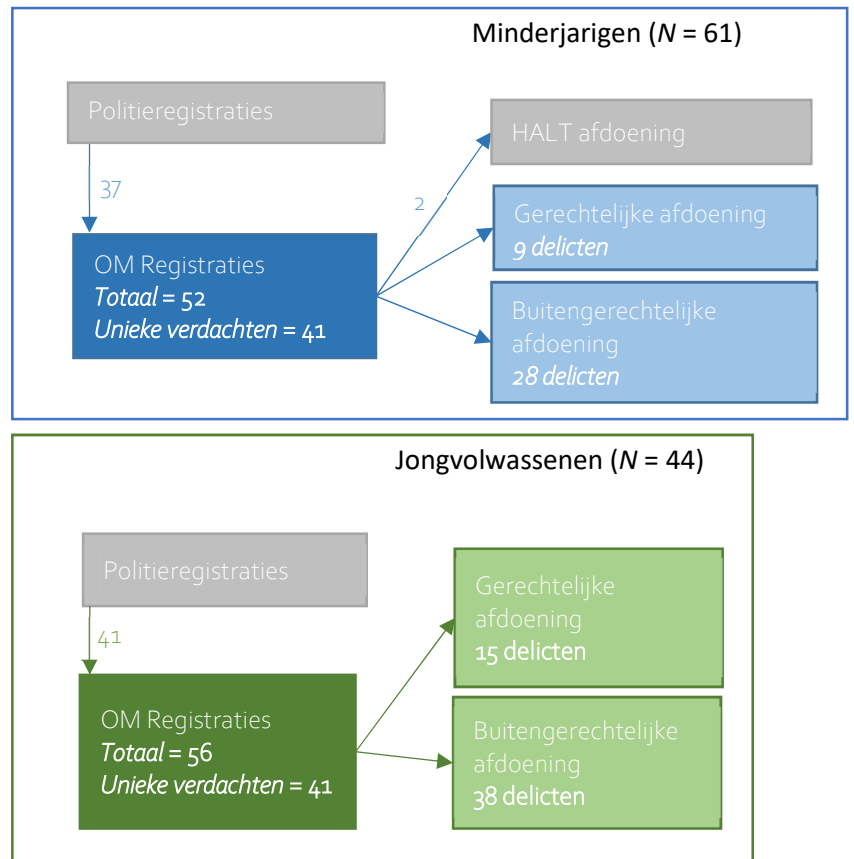 Minderjarigen (N = 61)
Politieregistraties
37
OM Registraties
Totaal = 52
Unieke verdachten = 41
2
HALT afdoening
Gerechtelijke afdoening
9 delicten
Buitengerechtelijke
afdoening
28 delicten
Jongvolwassenen (N = 44)
Politieregistraties
41
OM Registraties
Totaal = 56
Unieke verdachten = 41
Gerechtelijke
afdoening
15 delicten
Buitengerechtelijke
afdoening
38 delicten